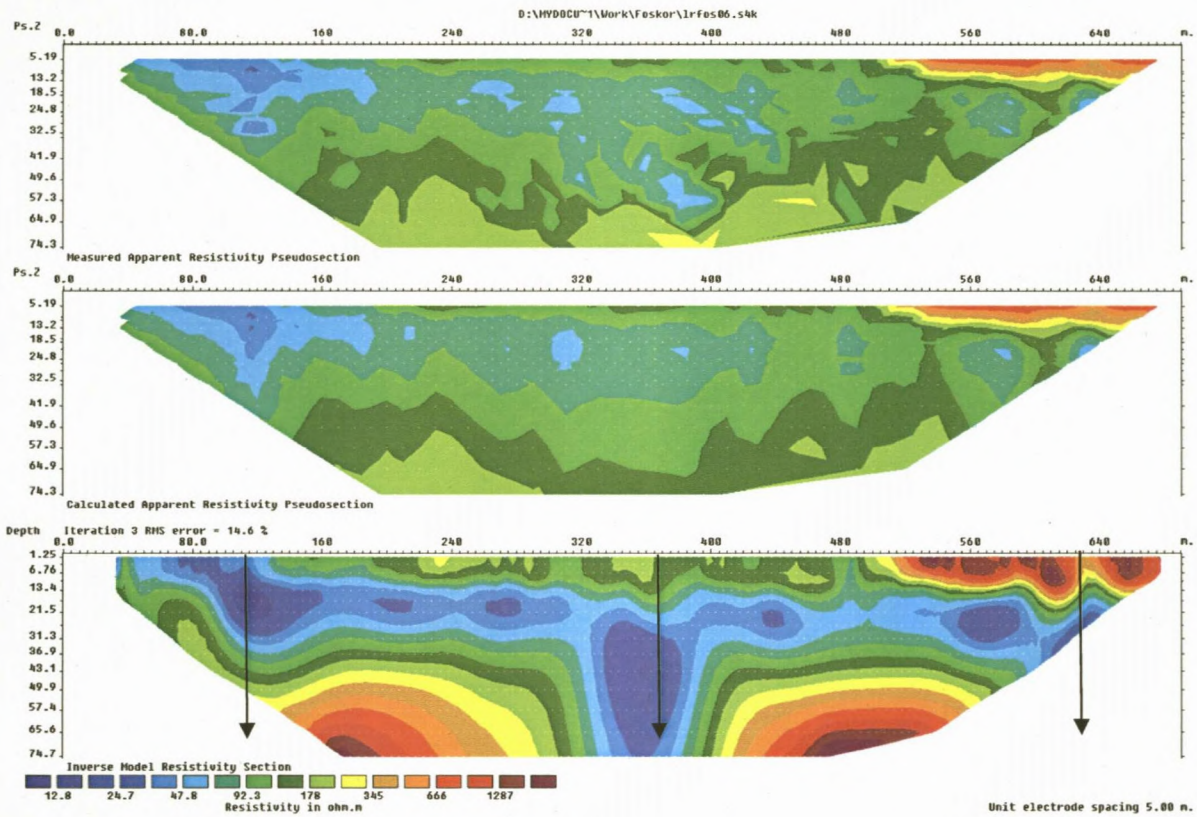 D:\MYDOCU~1\Work\Foskor\lrfos06.s4k
Ps.Z 0.0 80.0 160 240 320 400 480 560 640 m.
5.19
13.2
18.5
24.8
32.5
41.9
49.6
57.3
64.9
74.3
Measured Apparent Resistivity Pseudosection
Ps.Z 0.0 80.0 160 240 320 400 480 560 640 m.
5.19
13.2
18.5
24.8
32.5
41.9
49.6
57.3
64.9
74.3
Calculated Apparent Resistivity Pseudosection
Depth Iteration 3 RMS error = 14.6 %
0.0 80.0 160 240 320 400 480 560 640 m.
1.25
6.76
13.4
21.5
31.3
36.9
43.1
49.9
57.4
65.6
74.7
Inverse Model Resistivity Section
12.8 24.7 47.8 92.3 178 345 666 1287
Resistivity in ohm.m
Unit electrode spacing 5.00 m.